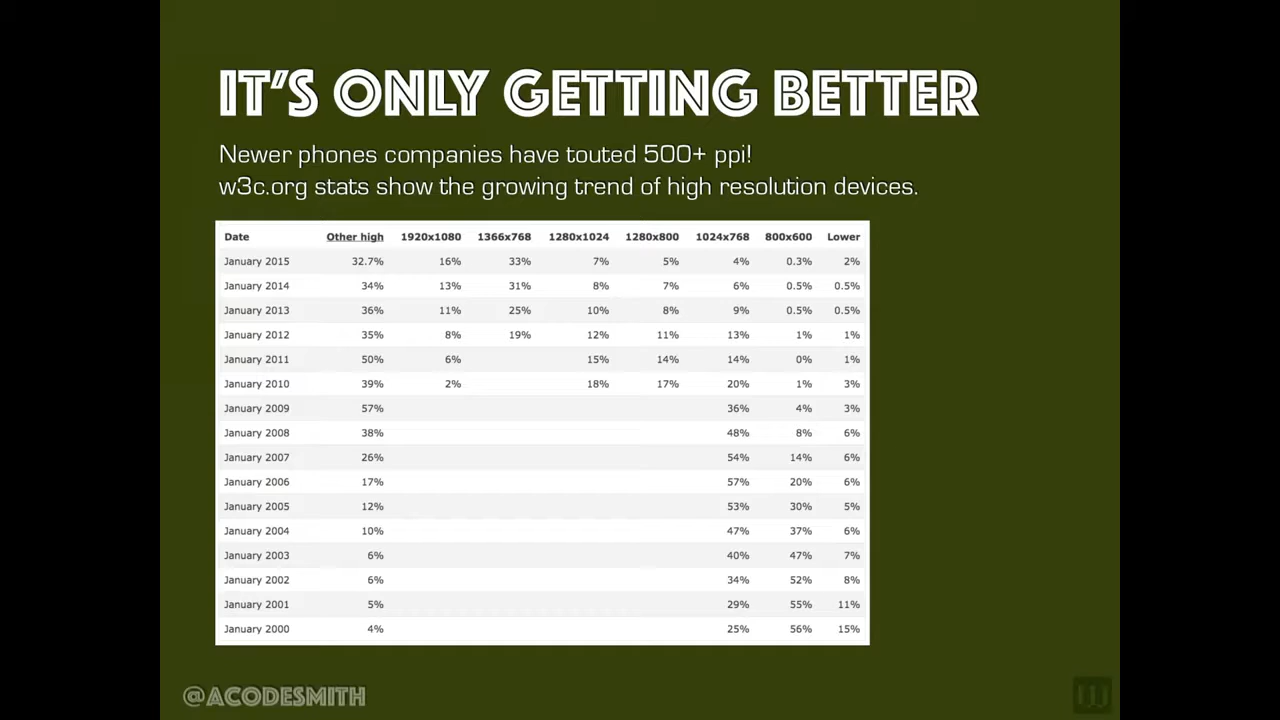 IT'S ONLY GETTING BETTER
Newer phones companies have touted 500+ ppi!
w3c.org stats show the growing trend of high resolution devices.
Date Other high 1920x1080 1366x768 1280x1024 1280x800 1024x768 800x600 Lower
January 2015 32.7% 16% 33% 7% 5% 4% 0.3% 2%
January 2014 34% 13% 31% 8% 7% 6% 0.5% 0.5%
January 2013 36% 11% 25% 10% 8% 9% 0.5% 0.5%
January 2012 35% 8% 19% 12% 11% 13% 1% 1%
January 2011 50% 6% 15% 14% 14% 0% 1%
January 2010 39% 2% 18% 17% 20% 1% 3%
January 2009 57% 36% 4% 3%
January 2008 38% 48% 8% 6%
January 2007 26% 54% 14% 6%
January 2006 17% 57% 20% 6%
January 2005 12% 53% 30% 5%
January 2004 10% 47% 37% 6%
January 2003 6% 40% 47% 7%
January 2002 6% 34% 52% 8%
January 2001 5% 29% 55% 11%
January 2000 4% 25% 56% 15%
@ACODESMITH